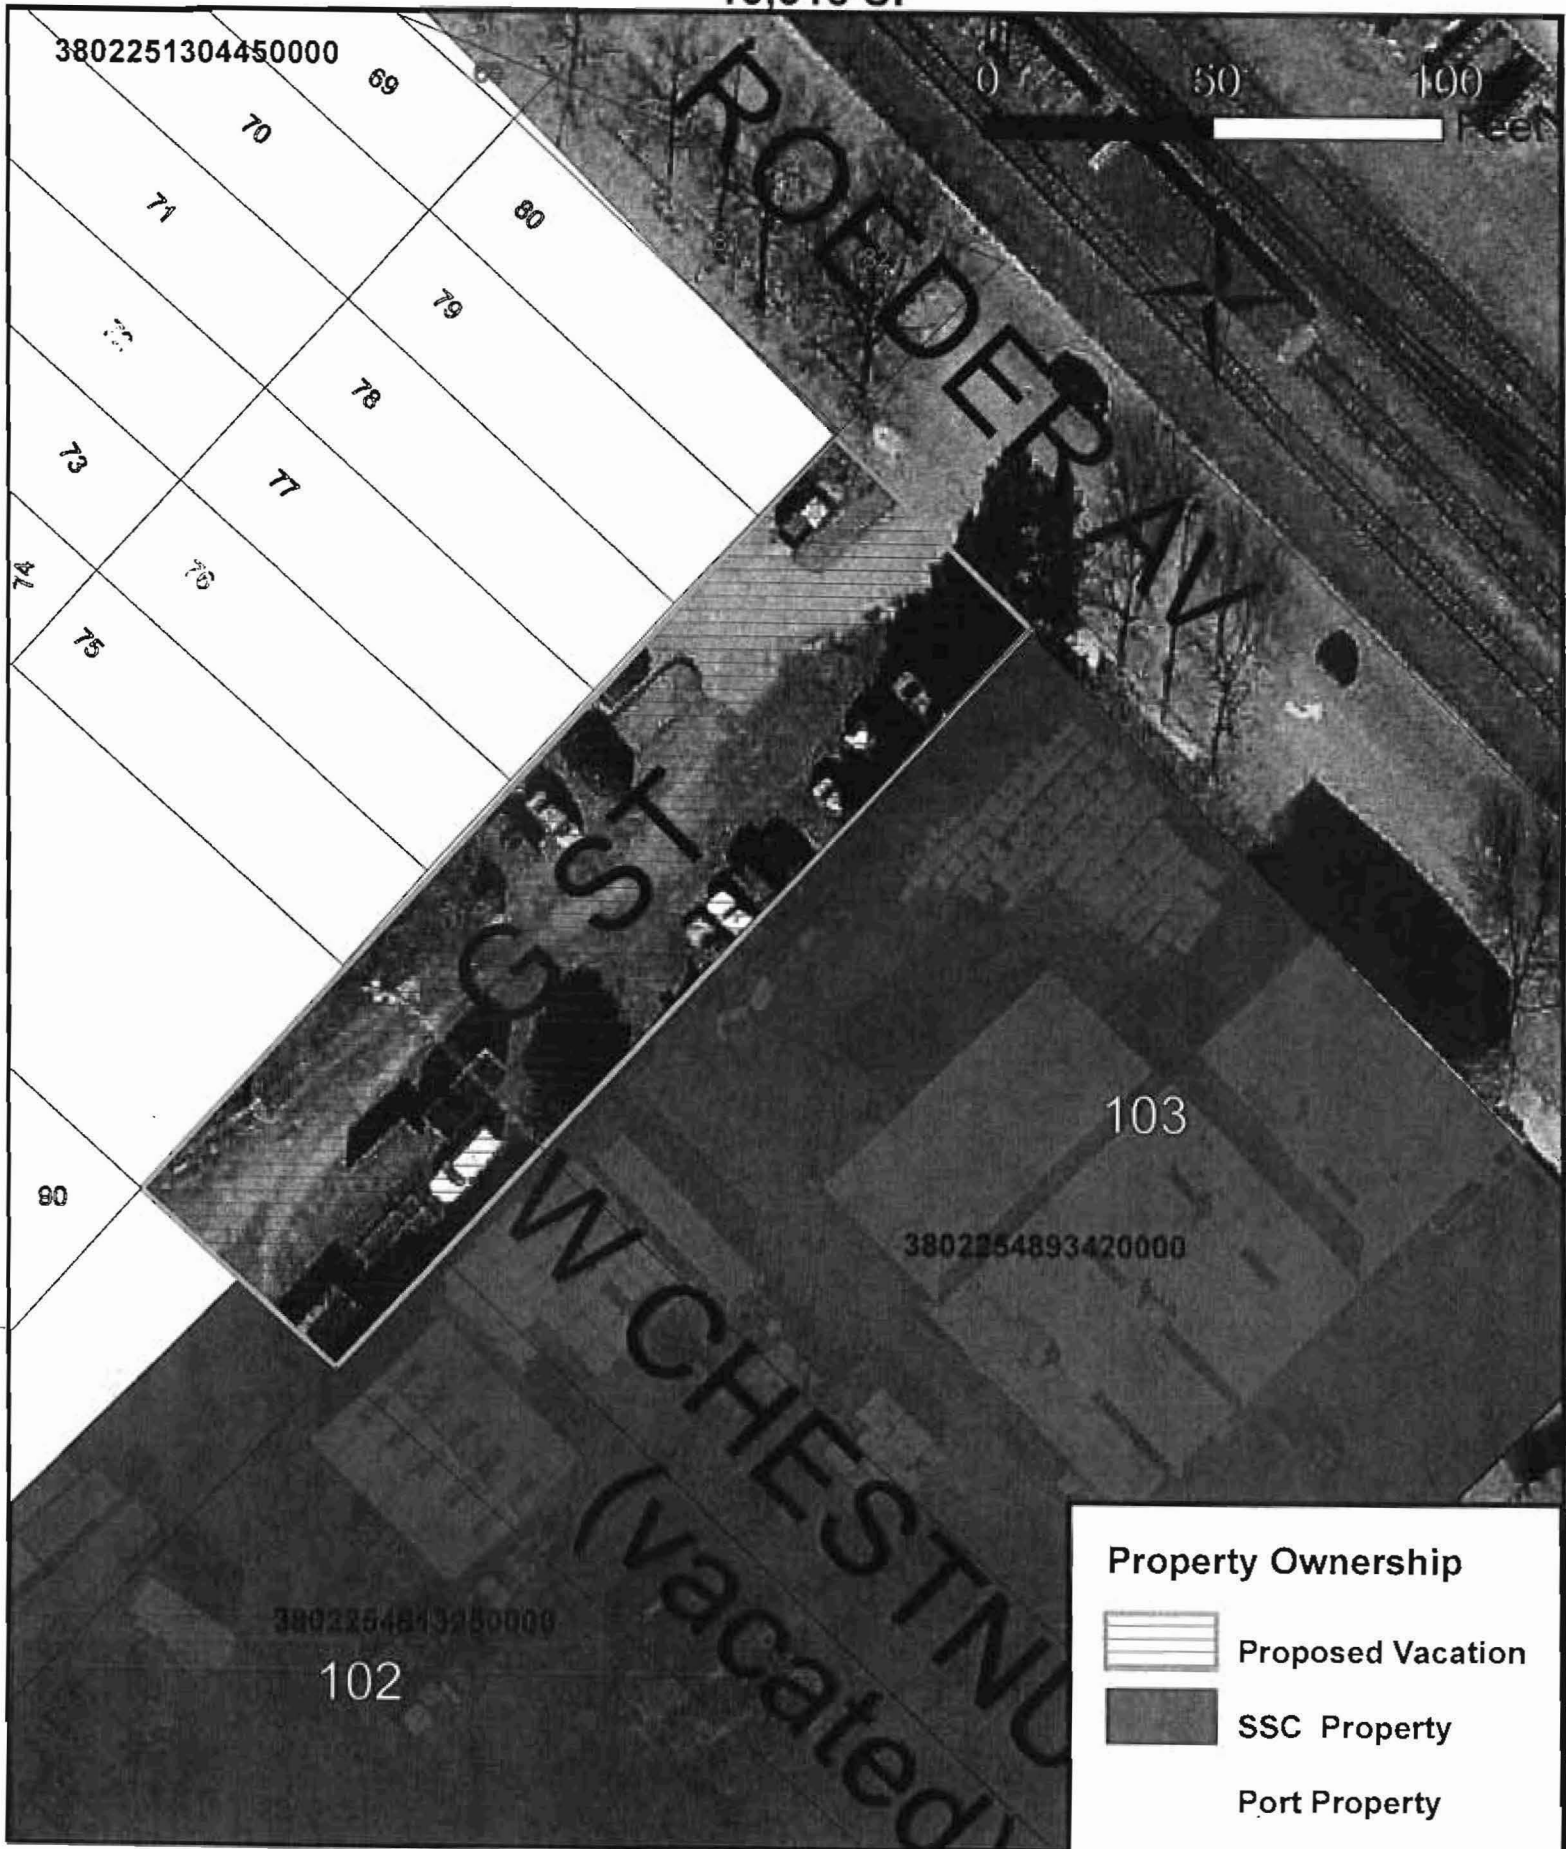 3802251304450000
69
70
71
73
80
79
78
77
76
75
0 50 100
Feet
ROEDER AV
G ST
80
103
3802254893420000
W CHESTNU
(vacated)
102
Property Ownership
Proposed Vacation
SSC Property
Port Property